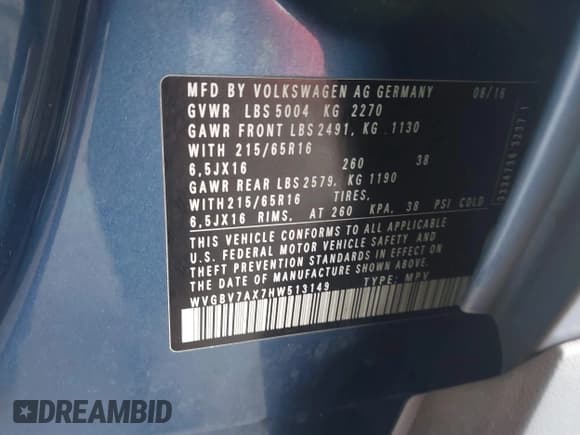 MFD BY VOLKSWAGEN AG GERMANY 08/16
GVWR LBS 5004 KG 2270
GAWR FRONT LBS 2491, KG 1130
WITH 215/65R16
6,5JX16 260 38
GAWR REAR LBS 2579, KG 1190
WITH 215/65R16 TIRES,
6,5JX16 RIMS, AT 260 KPA, 38 PSI COLD
THIS VEHICLE CONFORMS TO ALL APPLICABLE
U.S. FEDERAL MOTOR VEHICLE SAFETY AND
THEFT PREVENTION STANDARDS IN EFFECT ON
THE DATE OF MANUFACTURE SHOWN ABOVE.
WVGBV7AX7HW513149 TYPE: MPV
DREAMBID